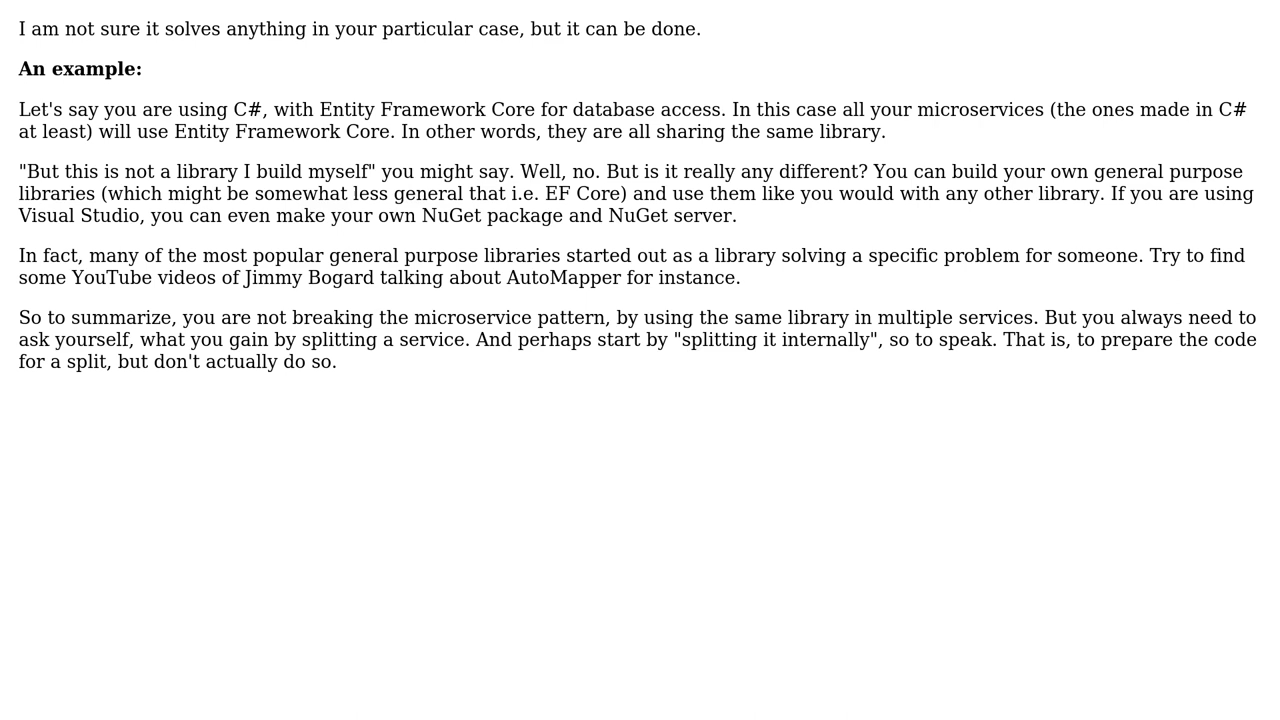 I am not sure it solves anything in your particular case, but it can be done.
An example:
Let's say you are using C#, with Entity Framework Core for database access. In this case all your microservices (the ones made in C#
at least) will use Entity Framework Core. In other words, they are all sharing the same library.
"But this is not a library I build myself" you might say. Well, no. But is it really any different? You can build your own general purpose
libraries (which might be somewhat less general that i.e. EF Core) and use them like you would with any other library. If you are using
Visual Studio, you can even make your own NuGet package and NuGet server.
In fact, many of the most popular general purpose libraries started out as a library solving a specific problem for someone. Try to find
some YouTube videos of Jimmy Bogard talking about AutoMapper for instance.
So to summarize, you are not breaking the microservice pattern, by using the same library in multiple services. But you always need to
ask yourself, what you gain by splitting a service. And perhaps start by "splitting it internally", so to speak. That is, to prepare the code
for a split, but don't actually do so.